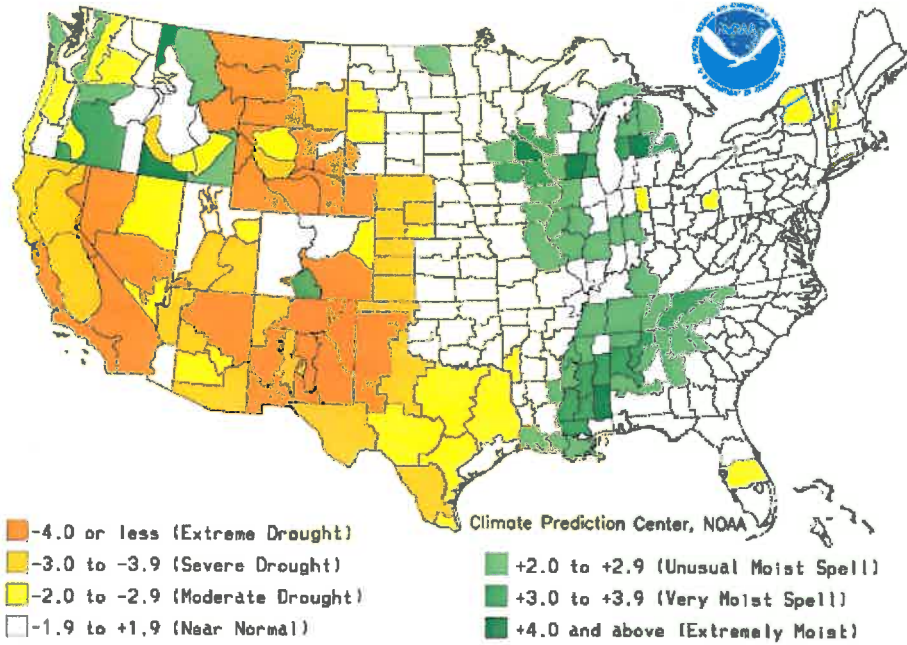 NOAA
-4.0 or less (Extreme Drought)
-3.0 to -3.9 (Severe Drought)
-2.0 to -2.9 (Moderate Drought)
-1.9 to +1.9 (Near Normal)
Climate Prediction Center, NOAA
+2.0 to +2.9 (Unusual Moist Spell)
+3.0 to +3.9 (Very Moist Spell)
+4.0 and above (Extremely Moist)